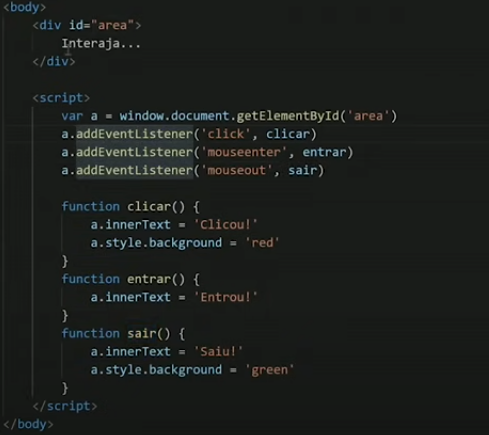 <body>
<div id="area">
Interaja...
</div>
<script>
var a = window.document.getElementById('area')
a.addEventListener('click', clicar)
a.addEventListener('mouseenter', entrar)
a.addEventListener('mouseout', sair)
function clicar() {
a.innerText = 'Clicou!'
a.style.background = 'red'
}
function entrar() {
a.innerText = 'Entrou!'
}
function sair() {
a.innerText = 'Saiu!'
a.style.background = 'green'
}
</script>
</body>